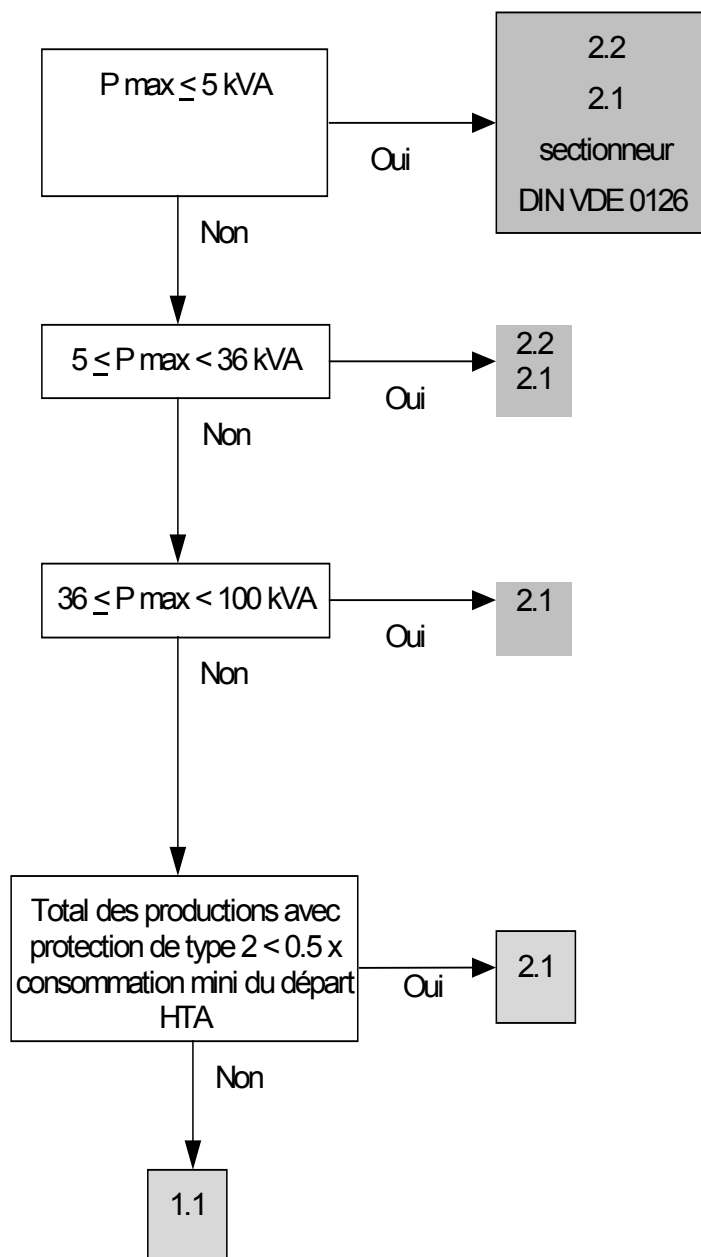 P max ≤ 5 kVA
Oui
2.2
2.1
sectionneur
DIN VDE 0126
Non
5 ≤ P max < 36 kVA
Oui
2.2
2.1
Non
36 ≤ P max < 100 kVA
Oui
2.1
Non
Total des productions avec
protection de type 2 < 0.5 x
consommation mini du départ
HTA
Oui
2.1
Non
1.1